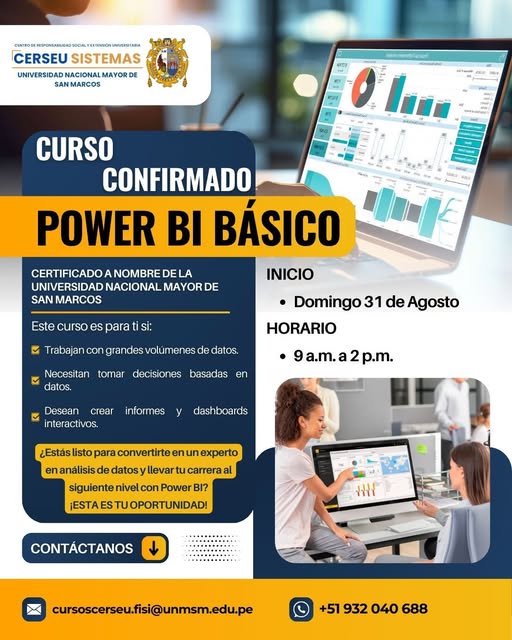 CENTRO DE RESPONSABILIDAD SOCIAL Y EXTENSIÓN UNIVERSITARIA
CERSEU SISTEMAS
UNIVERSIDAD NACIONAL MAYOR DE
SAN MARCOS
CURSO
CONFIRMADO
POWER BI BÁSICO
CERTIFICADO A NOMBRE DE LA
UNIVERSIDAD NACIONAL MAYOR DE
SAN MARCOS
Este curso es para ti si:
Trabajan con grandes volúmenes de datos.
Necesitan tomar decisiones basadas en
datos.
Desean crear informes y dashboards
interactivos.
¿Estás listo para convertirte en un experto
en análisis de datos y llevar tu carrera al
siguiente nivel con Power BI?
¡ESTA ES TU OPORTUNIDAD!
INICIO
• Domingo 31 de Agosto
HORARIO
• 9 a.m. a 2 p.m.
CONTÁCTANOS
cursoscerseu.fisi@unmsm.edu.pe
+51 932 040 688